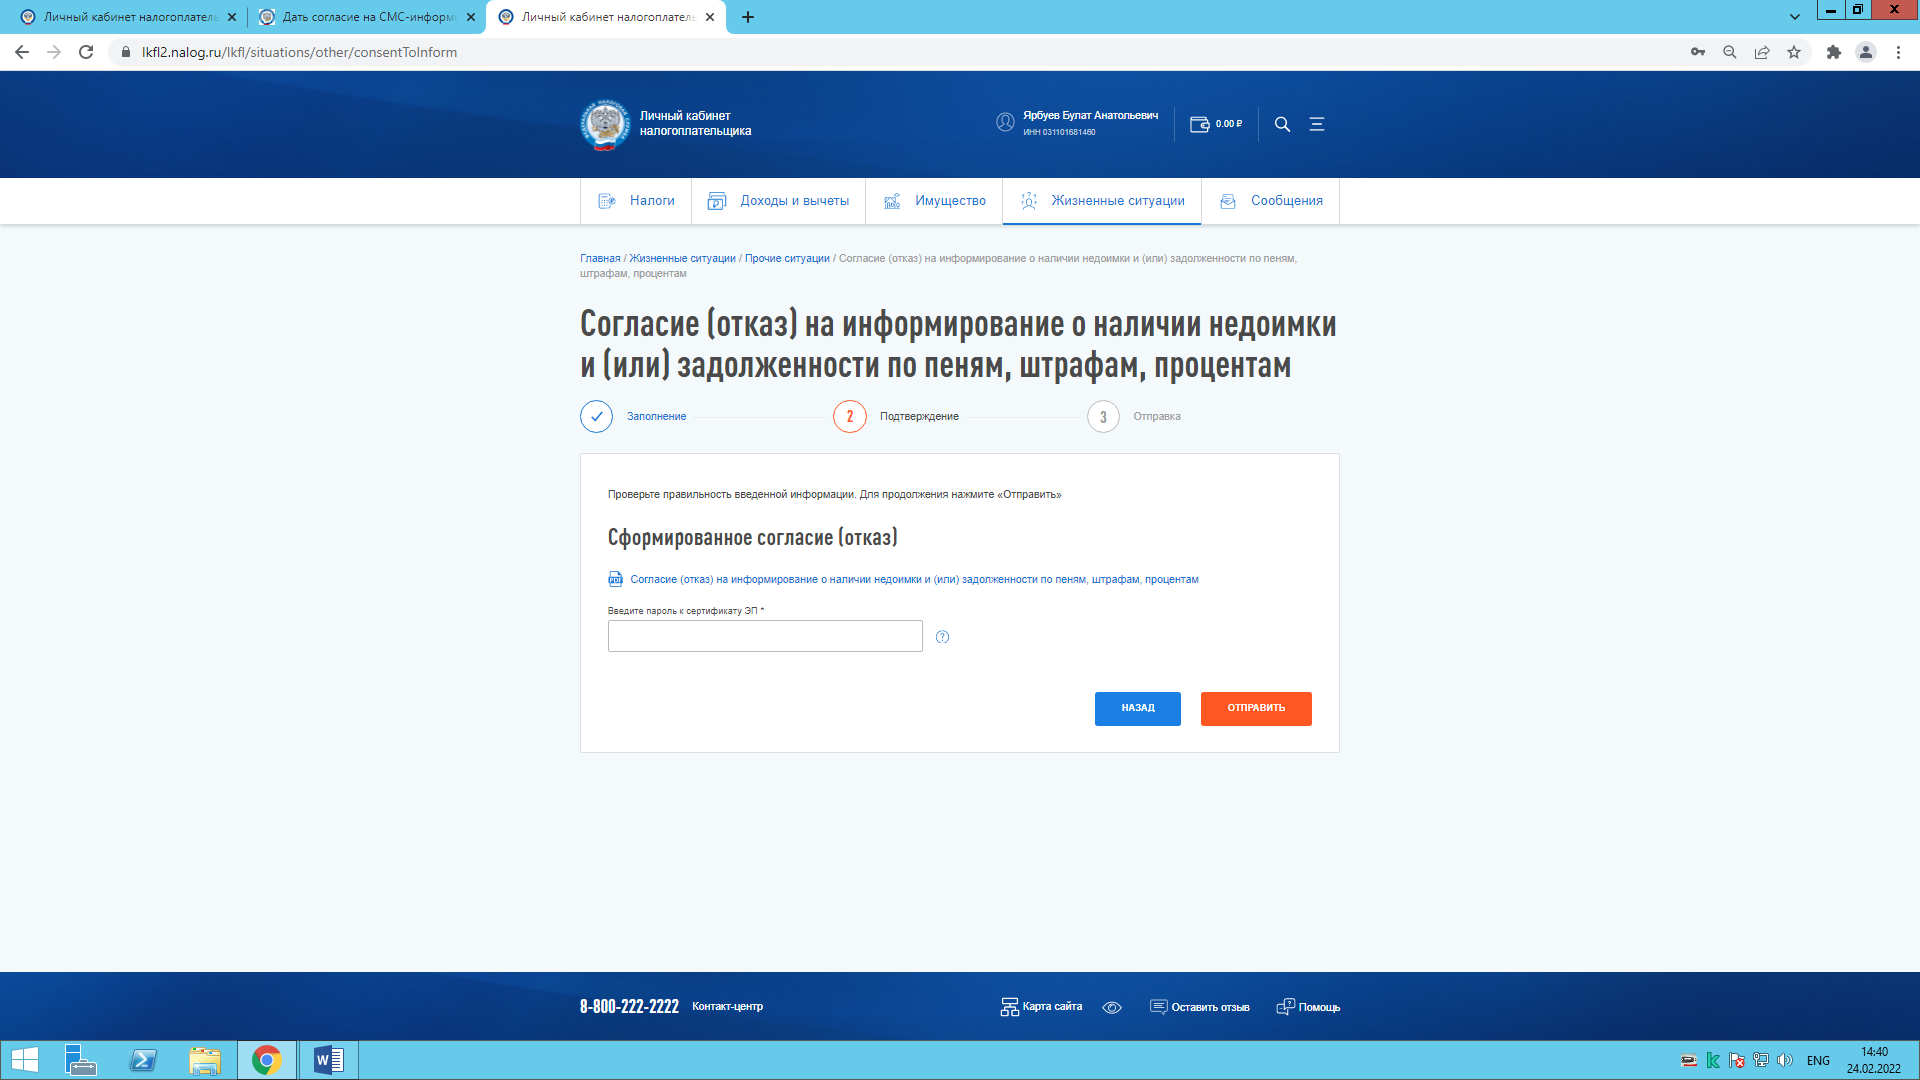 Личный кабинет налогоплатель
Дать согласие на СМС-информ
Личный кабинет налогоплатель
lkfl2.nalog.ru/lkfl/situations/other/consentToInform
Личный кабинет
налогоплательщика
Ярбуев Булат Анатольевич
ИНН 031101681460
0.00 ₽
Налоги
Доходы и вычеты
Имущество
Жизненные ситуации
Сообщения
Главная / Жизненные ситуации / Прочие ситуации / Согласие (отказ) на информирование о наличии недоимки и (или) задолженности по пеням,
штрафам, процентам
Согласие (отказ) на информирование о наличии недоимки
и (или) задолженности по пеням, штрафам, процентам
Заполнение
2 Подтверждение
3 Отправка
Проверьте правильность введенной информации. Для продолжения нажмите «Отправить»
Сформированное согласие (отказ)
PDF Согласие (отказ) на информирование о наличии недоимки и (или) задолженности по пеням, штрафам, процентам
Введите пароль к сертификату ЭП *
?
НАЗАД
ОТПРАВИТЬ
8-800-222-2222 Контакт-центр
Карта сайта
Оставить отзыв
Помощь
ENG
14:40
24.02.2022